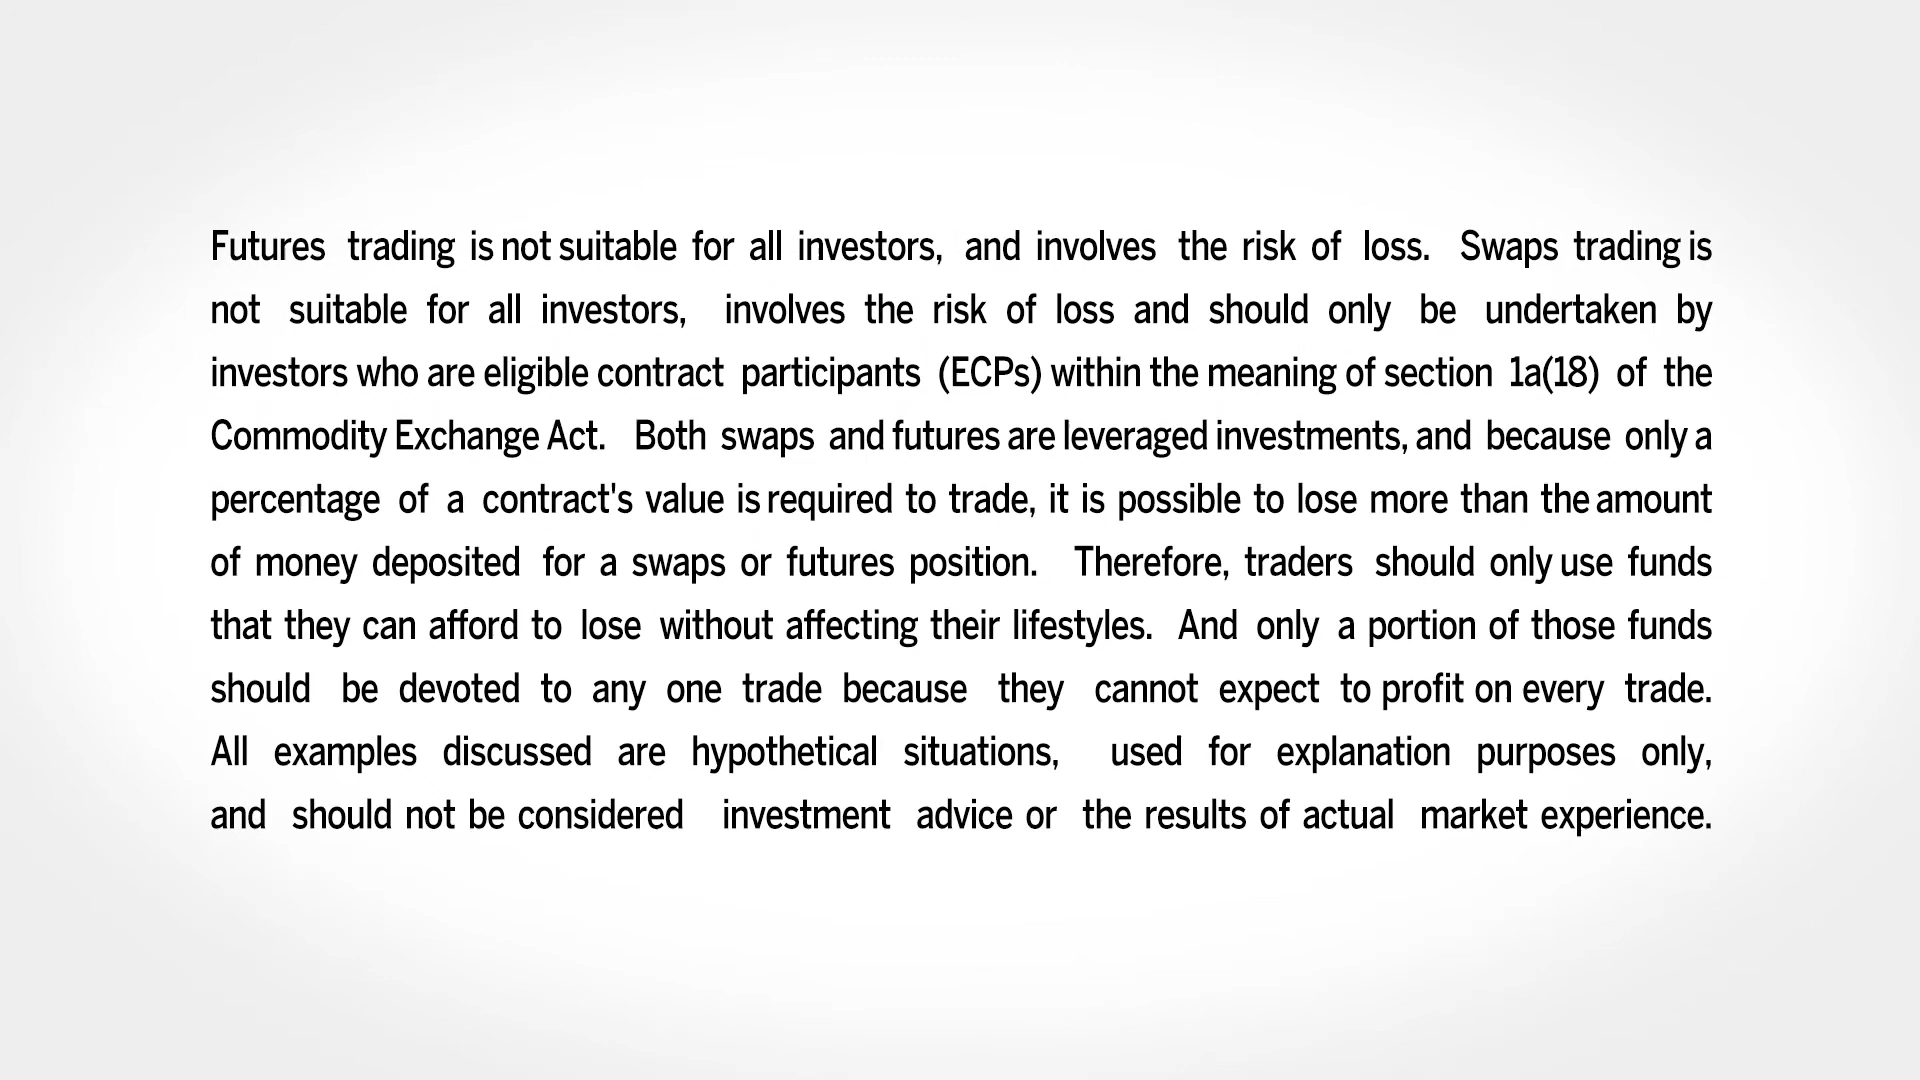 Futures trading is not suitable for all investors, and involves the risk of loss. Swaps trading is
not suitable for all investors, involves the risk of loss and should only be undertaken by
investors who are eligible contract participants (ECPs) within the meaning of section 1a(18) of the
Commodity Exchange Act. Both swaps and futures are leveraged investments, and because only a
percentage of a contract's value is required to trade, it is possible to lose more than the amount
of money deposited for a swaps or futures position. Therefore, traders should only use funds
that they can afford to lose without affecting their lifestyles. And only a portion of those funds
should be devoted to any one trade because they cannot expect to profit on every trade.
All examples discussed are hypothetical situations, used for explanation purposes only,
and should not be considered investment advice or the results of actual market experience.